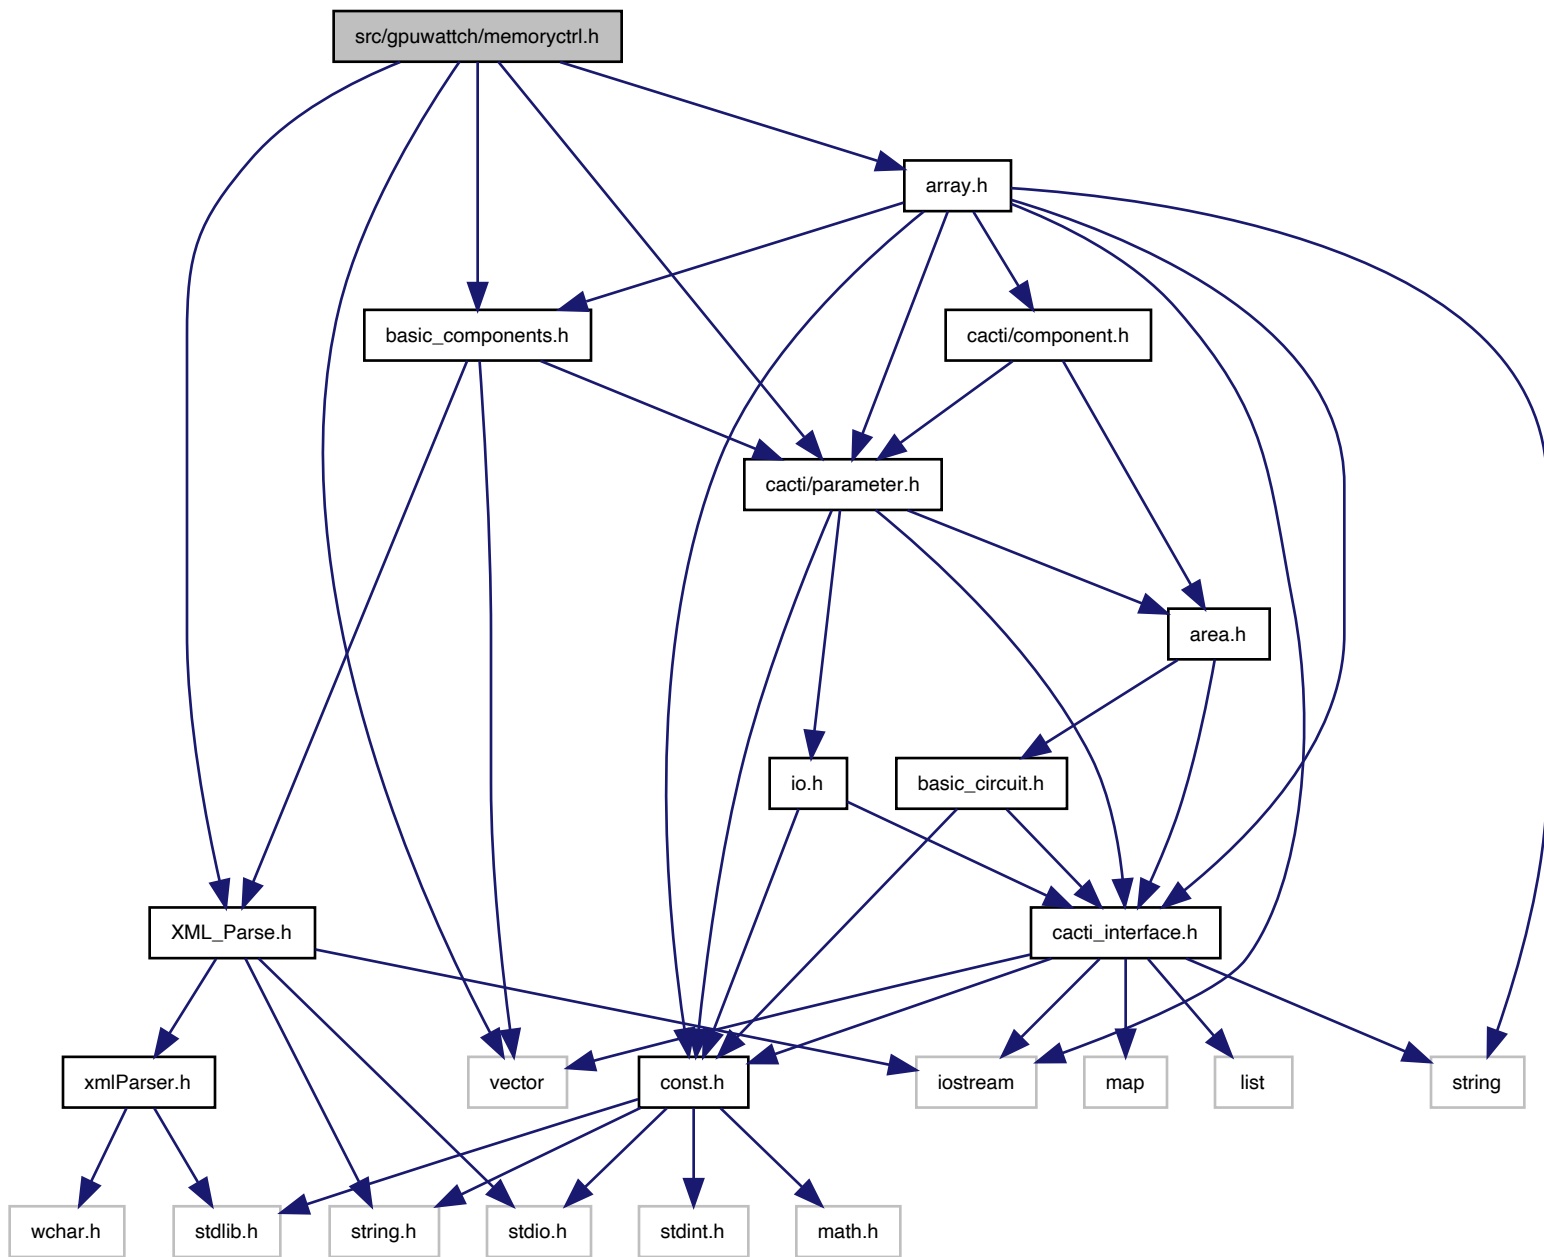 src/gpuwattch/memoryctrl.h
array.h
basic_components.h
cacti/component.h
cacti/parameter.h
area.h
io.h
basic_circuit.h
XML_Parse.h
cacti_interface.h
xmlParser.h
vector
const.h
iostream
map
list
string
wchar.h
stdlib.h
string.h
stdio.h
stdint.h
math.h